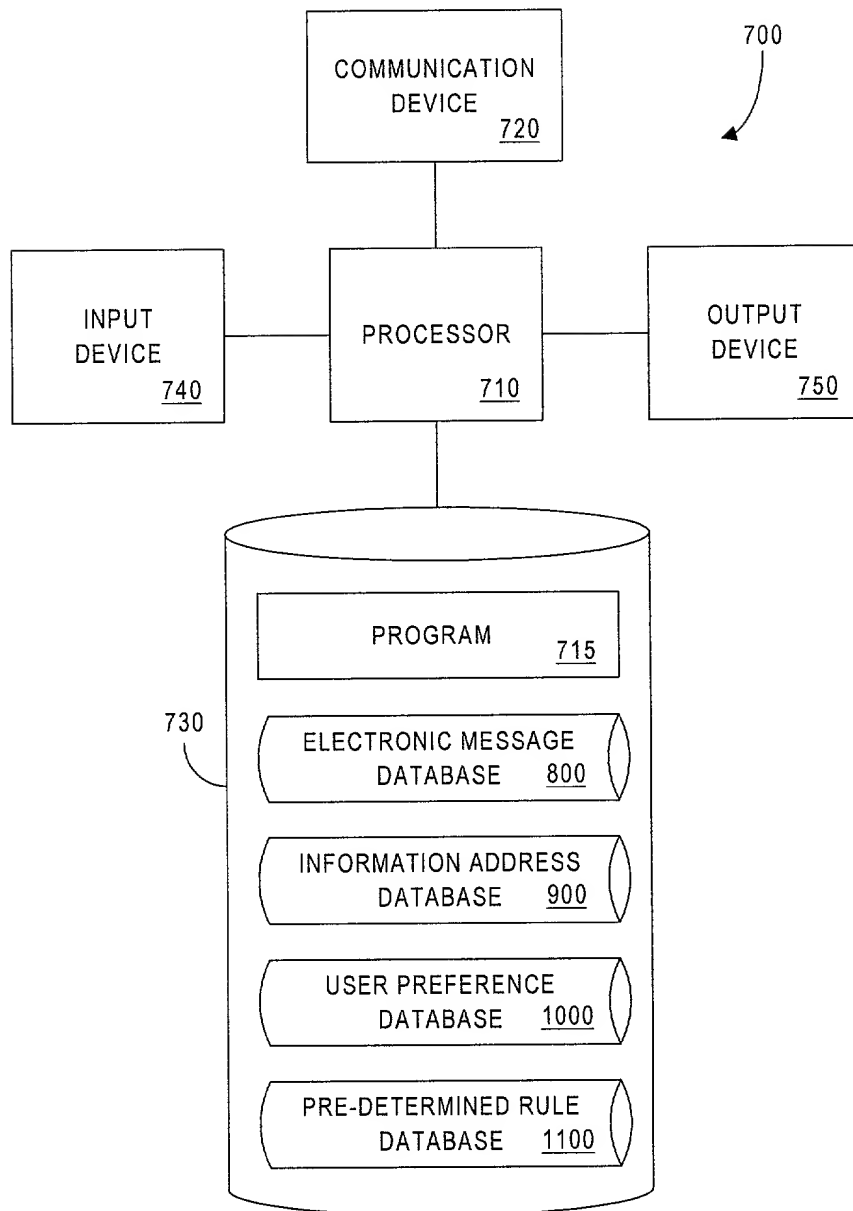 COMMUNICATION
DEVICE
720
700
INPUT
DEVICE
740
PROCESSOR
710
OUTPUT
DEVICE
750
730
PROGRAM
715
ELECTRONIC MESSAGE
DATABASE 800
INFORMATION ADDRESS
DATABASE 900
USER PREFERENCE
DATABASE 1000
PRE-DETERMINED RULE
DATABASE 1100